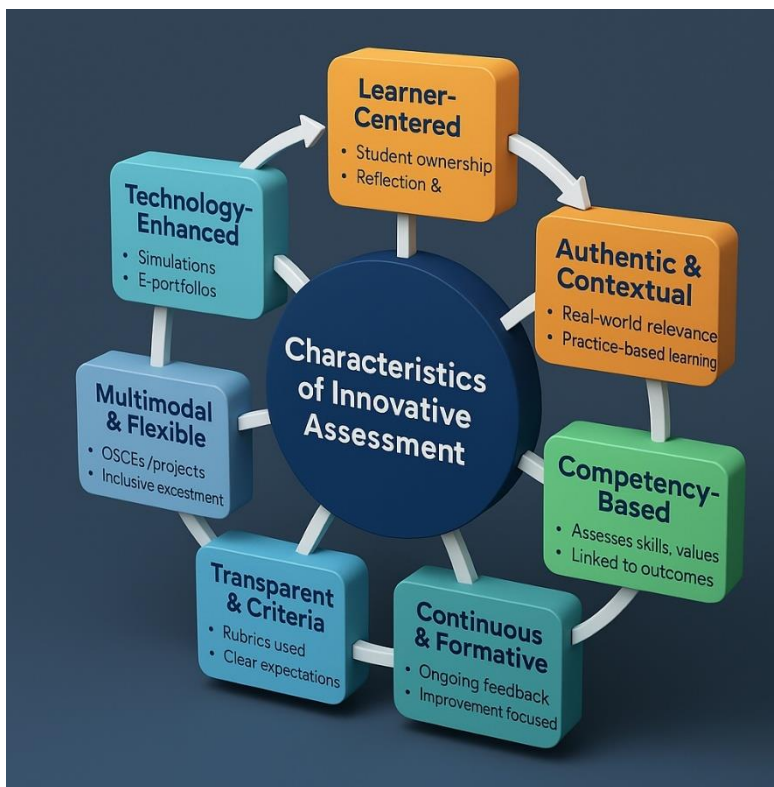 Characteristics
of Innovative
Assessment
Learner-
Centered
• Student ownership
• Reflection &
Authentic &
Contextual
• Real-world relevance
• Practice-based learning
Competency-
Based
• Assesses skills, values
• Linked to outcomes
Continuous
& Formative
• Ongoing feedback
• Improvement focused
Transparent
& Criteria
• Rubrics used
• Clear expectations
Multimodal
& Flexible
• OSCEs /projects
• Inclusive excestment
Technology-
Enhanced
• Simulations
• E-portfollos